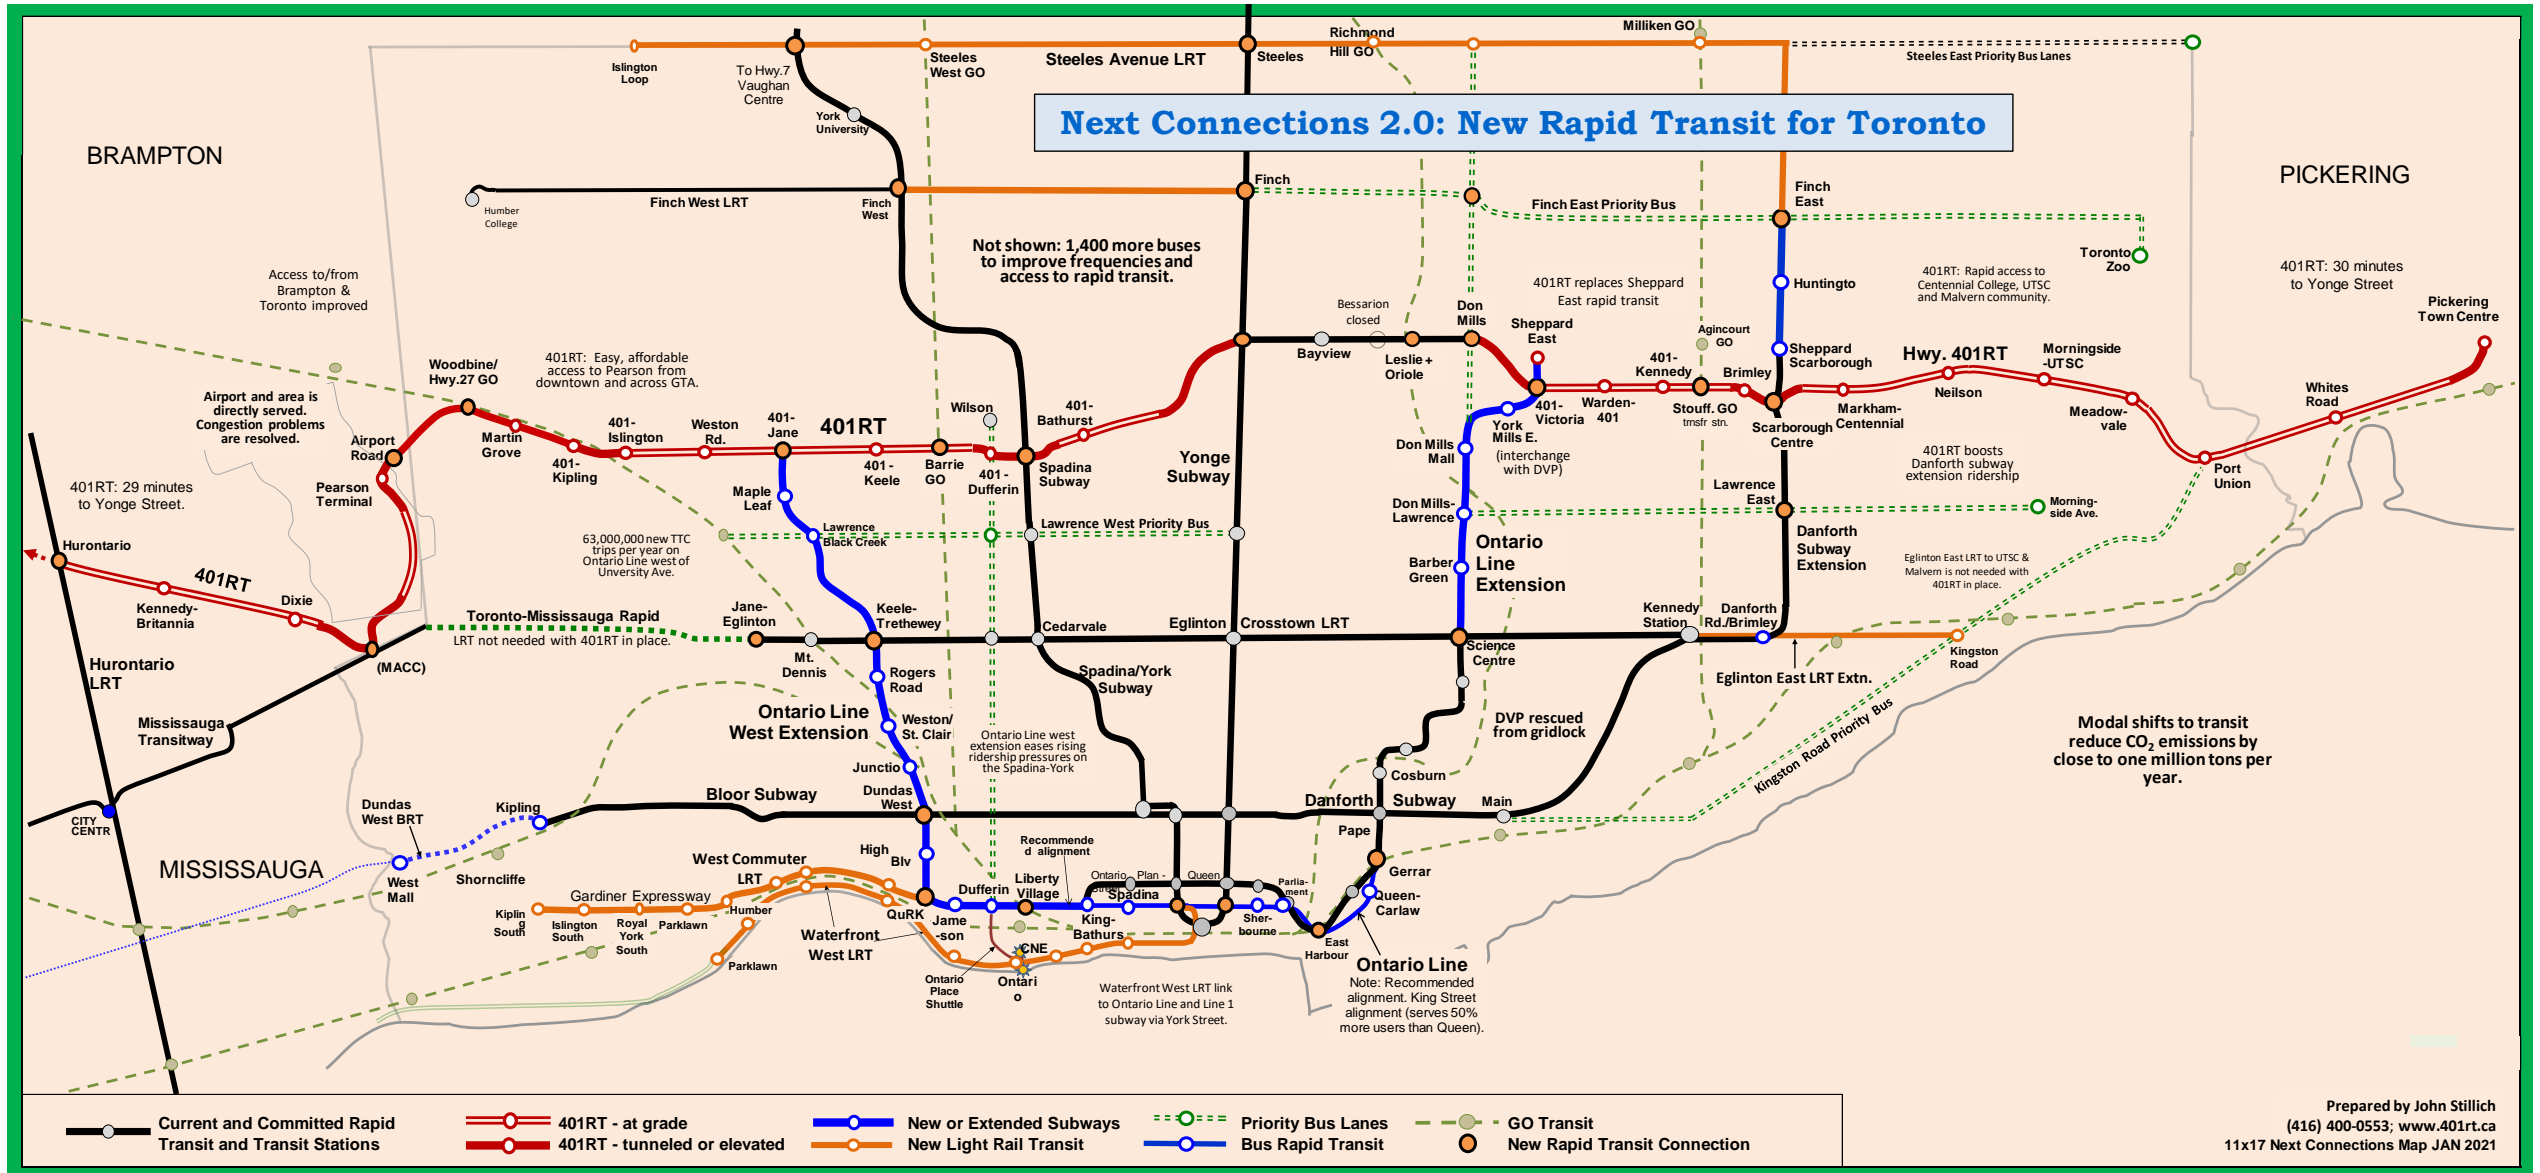 Richmond
Hill GO
Milliken GO
Islington
Loop
To Hwy.7
Vaughan
Centre
Steeles
West GO
Steeles Avenue LRT
Steeles
Steeles East Priority Bus Lanes
York
University
Next Connections 2.0: New Rapid Transit for Toronto
BRAMPTON
PICKERING
Humber
College
Finch West LRT
Finch
West
Finch
Finch East Priority Bus
Finch
East
Toronto
Zoo
Not shown: 1,400 more buses
to improve frequencies and
access to rapid transit.
Access to/from
Brampton &
Toronto improved
401RT replaces Sheppard
East rapid transit
Huntingto
401RT: Rapid access to
Centennial College, UTSC
and Malvern community.
401RT: 30 minutes
to Yonge Street
Pickering
Town Centre
Bessarion
closed
Don
Mills
Sheppard
East
Agincourt
GO
Bayview
Leslie +
Oriole
Sheppard
Scarborough
Hwy. 401RT
Morningside
-UTSC
Woodbine/
Hwy.27 GO
401RT: Easy, affordable
access to Pearson from
downtown and across GTA.
401-
Kennedy
Brimley
Neilson
Whites
Road
Airport and area is
directly served.
Congestion problems
are resolved.
Airport
Road
Martin
Grove
401-
Kipling
401-
Islington
Weston
Rd.
401-
Jane
401RT
401 -
Keele
Barrie
GO
Wilson
401 -
Dufferin
Spadina
Subway
401-
Bathurst
Yonge
Subway
York
Mills E.
(interchange
with DVP)
401-
Victoria
Warden-
401
Stouff. GO
trnsfr stn.
Scarborough
Centre
Markham-
Centennial
Meadow-
vale
Port
Union
401RT: 29 minutes
to Yonge Street.
Pearson
Terminal
Maple
Leaf
Don Mills
Mall
Lawrence
East
401RT boosts
Danforth subway
extension ridership
Morning-
side Ave.
Don Mills-
Lawrence
Lawrence
Black Creek
Lawrence West Priority Bus
63,000,000 new TTC
trips per year on
Ontario Line west of
Unversity Ave.
Barber
Green
Ontario
Line
Extension
Danforth
Subway
Extension
Eglinton East LRT to UTSC &
Malvern is not needed with
401RT in place.
Hurontario
401RT
Kennedy-
Britannia
Dixie
(MACC)
Toronto-Mississauga Rapid
LRT not needed with 401RT in place.
Jane-
Eglinton
Mt.
Dennis
Keele-
Trethewey
Cedarvale
Eglinton
Crosstown LRT
Science
Centre
Kennedy
Station
Danforth
Rd./Brimley
Kingston
Road
Eglinton East LRT Extn.
Hurontario
LRT
Mississauga
Transitway
Rogers
Road
Spadina/York
Subway
Ontario Line
West Extension
Weston/
St. Clair
Ontario Line west
extension eases rising
ridership pressures on
the Spadina-York
DVP rescued
from gridlock
Kingston Road Priority Bus
Modal shifts to transit
reduce CO2 emissions by
close to one million tons per
year.
Junctio
Cosburn
Dundas
West
Bloor Subway
Danforth
Subway
Main
Pape
CITY
CENTR
Dundas
West BRT
Kipling
MISSISSAUGA
West
Mall
Shorncliffe
High
Blv
West Commuter
LRT
Recommende
d alignment
Ontario
Plan -
Queen
Parlia-
ment
Gerrar
Queen-
Carlaw
Gardiner Expressway
Kiplin
g
South
Islington
South
Royal
York
South
Parklawn
Humber
Parklawn
Waterfront
West LRT
QuRK
Jame
-son
Dufferin
Liberty
Village
King-
Bathurs
Spadina
Sher-
bourne
East
Harbour
CNE
Ontario
Place
Shuttle
Ontari
o
Waterfront West LRT link
to Ontario Line and Line 1
subway via York Street.
Ontario Line
Note: Recommended
alignment. King Street
alignment (serves 50%
more users than Queen).
Current and Committed Rapid
Transit and Transit Stations
401RT - at grade
401RT - tunneled or elevated
New or Extended Subways
New Light Rail Transit
Priority Bus Lanes
Bus Rapid Transit
GO Transit
New Rapid Transit Connection
Prepared by John Stillich
(416) 400-0553; www.401rt.ca
11x17 Next Connections Map JAN 2021